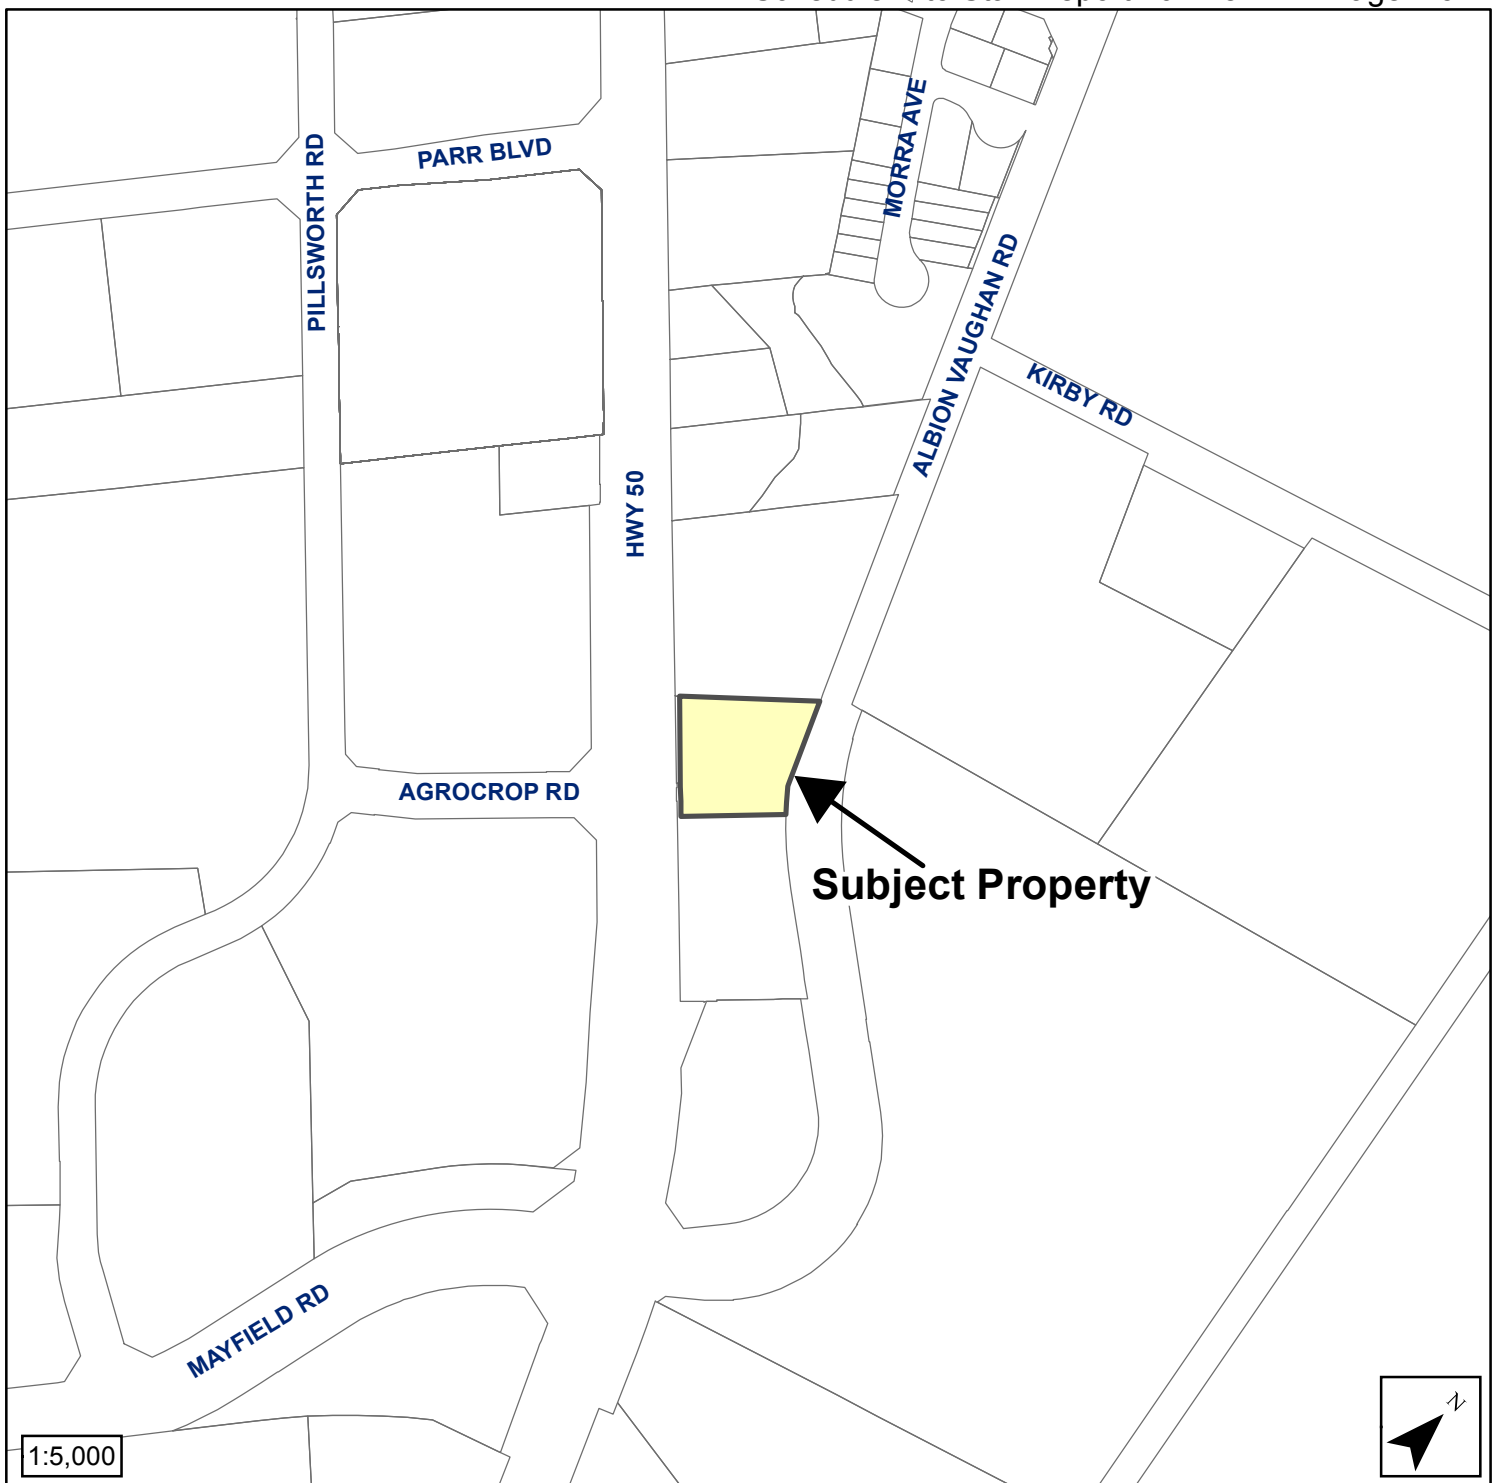 PARR BLVD
PILLSWORTH RD
MORRA AVE
ALBION VAUGHAN RD
KIRBY RD
HWY 50
AGROCROP RD
Subject Property
MAYFIELD RD
1:5,000
N